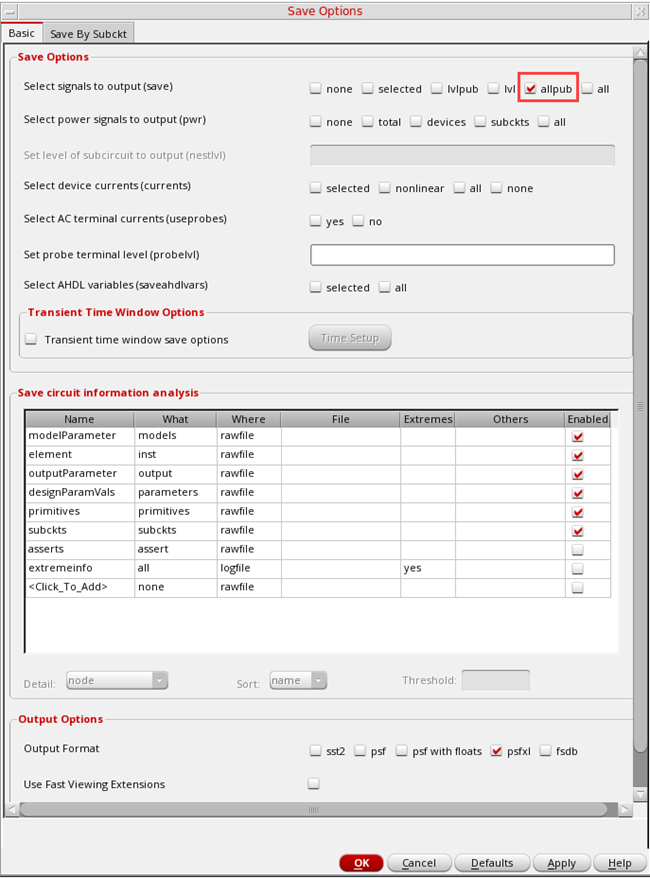 Save Options
Basic Save By Subckt
Save Options
Select signals to output (save) none selected lvlpub lvl allpub all
Select power signals to output (pwr) none total devices subckts all
Set level of subcircuit to output (nestlvl)
Select device currents (currents) selected nonlinear all none
Select AC terminal currents (useprobes) yes no
Set probe terminal level (probelvl)
Select AHDL variables (saveahdlvars) selected all
Transient Time Window Options
Transient time window save options Time Setup
Save circuit information analysis
Name What Where File Extremes Others Enabled
modelParameter models rawfile
element inst rawfile
outputParameter output rawfile
designParamVals parameters rawfile
primitives primitives rawfile
subckts subckts rawfile
asserts assert rawfile
extremeinfo all logfile yes
<Click_To_Add> none rawfile
Detail: node Sort: name Threshold:
Output Options
Output Format sst2 psf psf with floats psfxl fsdb
Use Fast Viewing Extensions
OK Cancel Defaults Apply Help